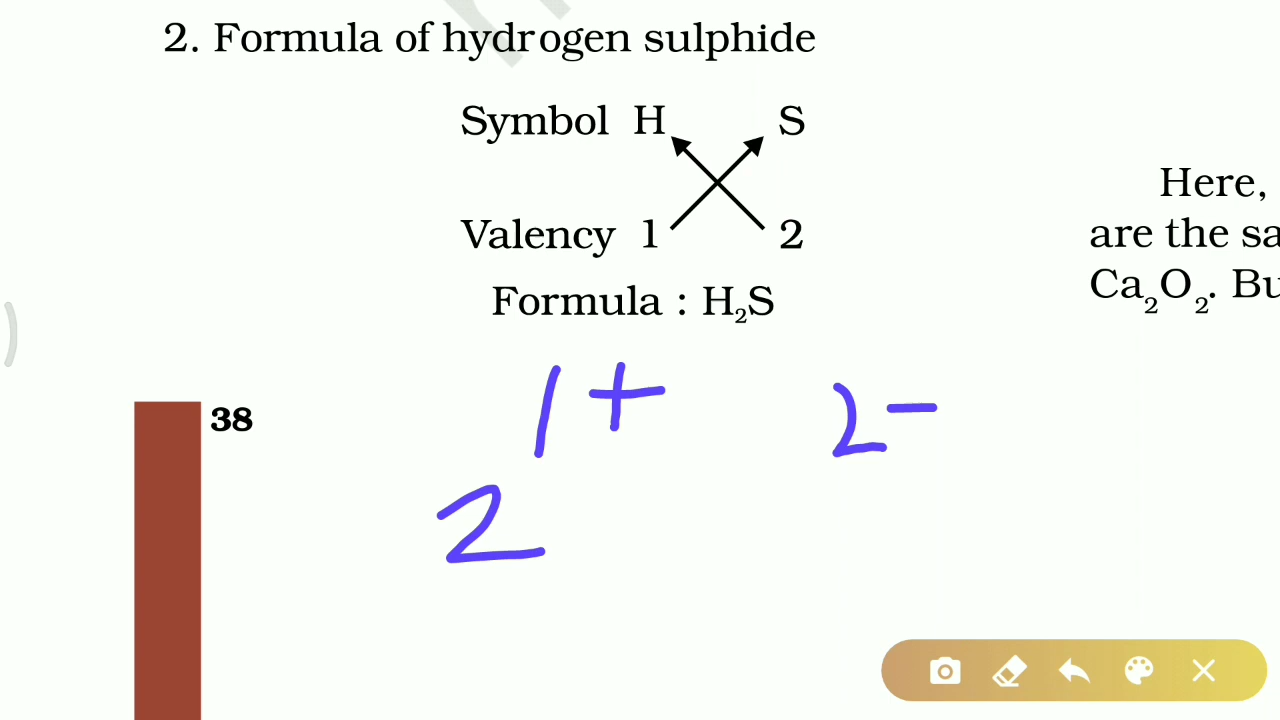 2. Formula of hydrogen sulphide
Symbol H S
Valency 1 2
Formula : H₂S
Here,
are the sa
Ca₂O₂. Bu
38
1+ 2-
2